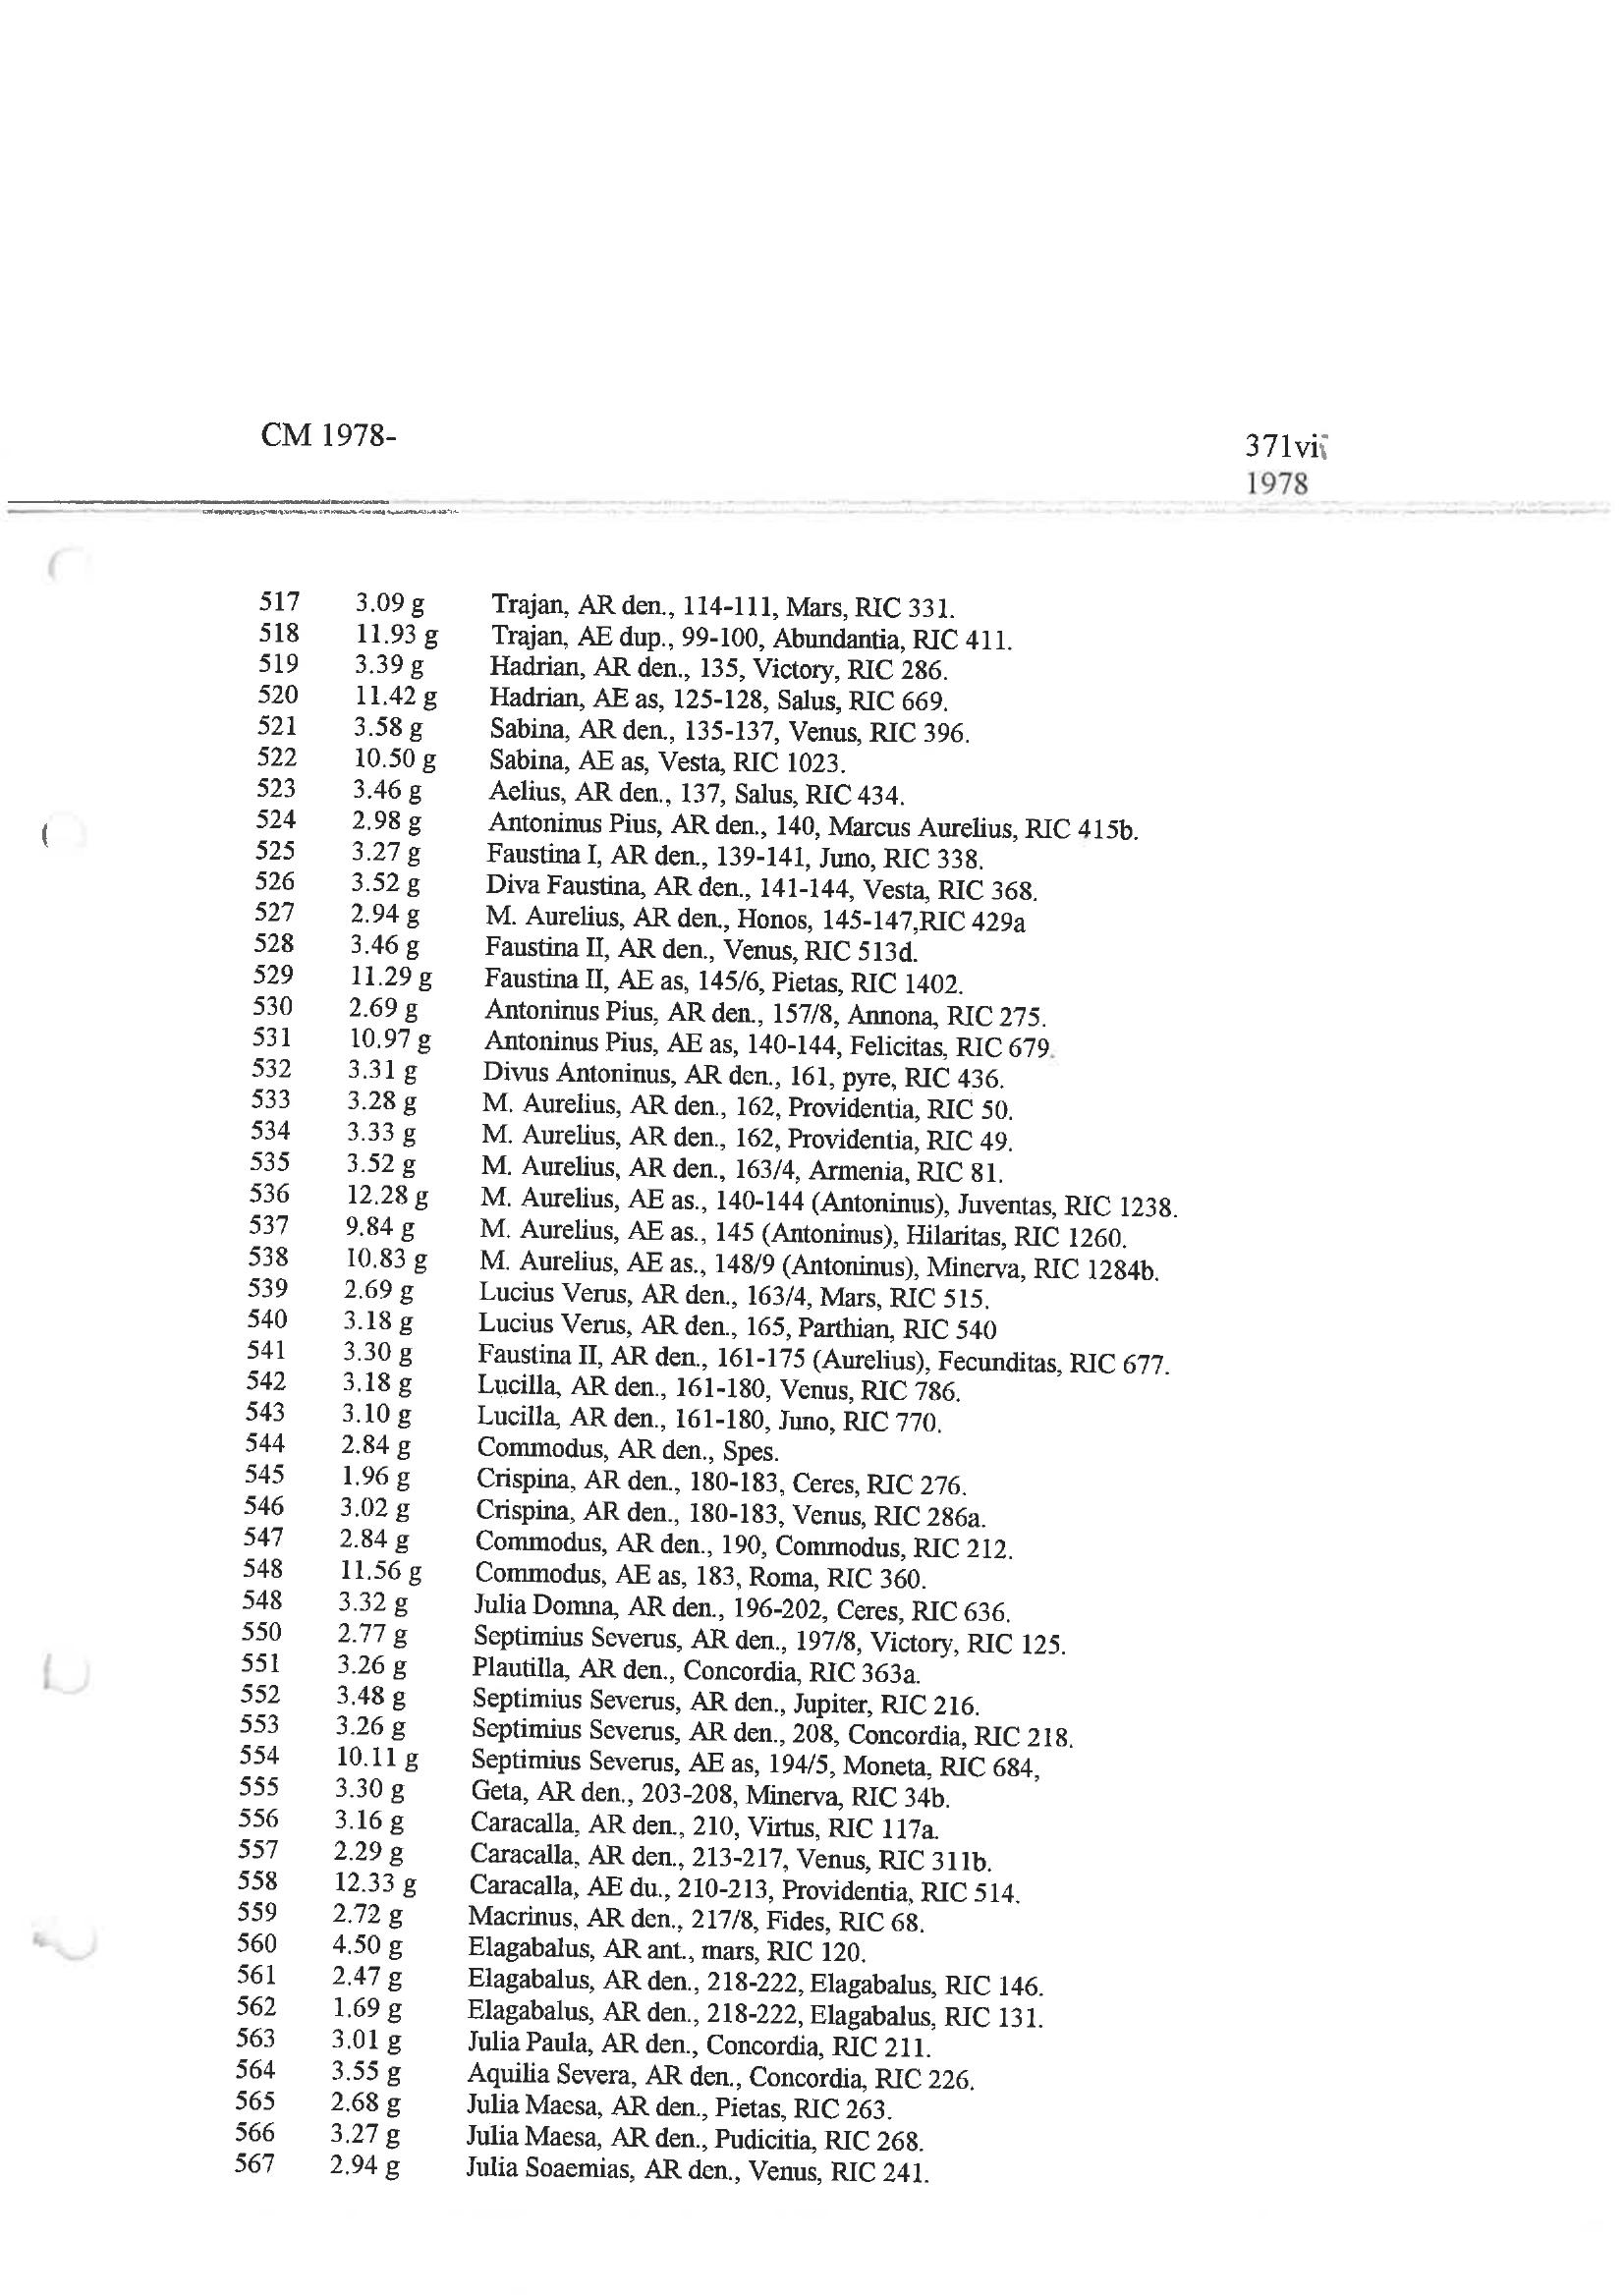 CM 1978-
371vii
1978
517 3.09 g Trajan, AR den., 114-111, Mars, RIC 331.
518 11.93 g Trajan, AE dup., 99-100, Abundantia, RIC 411.
519 3.39 g Hadrian, AR den., 135, Victory, RIC 286.
520 11.42 g Hadrian, AE as, 125-128, Salus, RIC 669.
521 3.58 g Sabina, AR den., 135-137, Venus, RIC 396.
522 10.50 g Sabina, AE as, Vesta, RIC 1023.
523 3.46 g Aelius, AR den., 137, Salus, RIC 434.
524 2.98 g Antoninus Pius, AR den., 140, Marcus Aurelius, RIC 415b.
525 3.27 g Faustina I, AR den., 139-141, Juno, RIC 338.
526 3.52 g Diva Faustina, AR den., 141-144, Vesta, RIC 368.
527 2.94 g M. Aurelius, AR den., Honos, 145-147,RIC 429a
528 3.46 g Faustina II, AR den., Venus, RIC 513d.
529 11.29 g Faustina II, AE as, 145/6, Pietas, RIC 1402.
530 2.69 g Antoninus Pius, AR den., 157/8, Annona, RIC 275.
531 10.97 g Antoninus Pius, AE as, 140-144, Felicitas, RIC 679.
532 3.31 g Divus Antoninus, AR den., 161, pyre, RIC 436.
533 3.28 g M. Aurelius, AR den., 162, Providentia, RIC 50.
534 3.33 g M. Aurelius, AR den., 162, Providentia, RIC 49.
535 3.52 g M. Aurelius, AR den., 163/4, Armenia, RIC 81.
536 12.28 g M. Aurelius, AE as., 140-144 (Antoninus), Juventas, RIC 1238.
537 9.84 g M. Aurelius, AE as., 145 (Antoninus), Hilaritas, RIC 1260.
538 10.83 g M. Aurelius, AE as., 148/9 (Antoninus), Minerva, RIC 1284b.
539 2.69 g Lucius Verus, AR den., 163/4, Mars, RIC 515.
540 3.18 g Lucius Verus, AR den., 165, Parthian, RIC 540
541 3.30 g Faustina II, AR den., 161-175 (Aurelius), Fecunditas, RIC 677.
542 3.18 g Lucilla, AR den., 161-180, Venus, RIC 786.
543 3.10 g Lucilla, AR den., 161-180, Juno, RIC 770.
544 2.84 g Commodus, AR den., Spes.
545 1.96 g Crispina, AR den., 180-183, Ceres, RIC 276.
546 3.02 g Crispina, AR den., 180-183, Venus, RIC 286a.
547 2.84 g Commodus, AR den., 190, Commodus, RIC 212.
548 11.56 g Commodus, AE as, 183, Roma, RIC 360.
548 3.32 g Julia Domna, AR den., 196-202, Ceres, RIC 636.
550 2.77 g Septimius Severus, AR den., 197/8, Victory, RIC 125.
551 3.26 g Plautilla, AR den., Concordia, RIC 363a.
552 3.48 g Septimius Severus, AR den., Jupiter, RIC 216.
553 3.26 g Septimius Severus, AR den., 208, Concordia, RIC 218.
554 10.11 g Septimius Severus, AE as, 194/5, Moneta, RIC 684,
555 3.30 g Geta, AR den., 203-208, Minerva, RIC 34b.
556 3.16 g Caracalla, AR den., 210, Virtus, RIC 117a.
557 2.29 g Caracalla, AR den., 213-217, Venus, RIC 311b.
558 12.33 g Caracalla, AE du., 210-213, Providentia, RIC 514.
559 2.72 g Macrinus, AR den., 217/8, Fides, RIC 68.
560 4.50 g Elagabalus, AR ant., mars, RIC 120.
561 2.47 g Elagabalus, AR den., 218-222, Elagabalus, RIC 146.
562 1.69 g Elagabalus, AR den., 218-222, Elagabalus, RIC 131.
563 3.01 g Julia Paula, AR den., Concordia, RIC 211.
564 3.55 g Aquilia Severa, AR den., Concordia, RIC 226.
565 2.68 g Julia Maesa, AR den., Pietas, RIC 263.
566 3.27 g Julia Maesa, AR den., Pudicitia, RIC 268.
567 2.94 g Julia Soaemias, AR den., Venus, RIC 241.